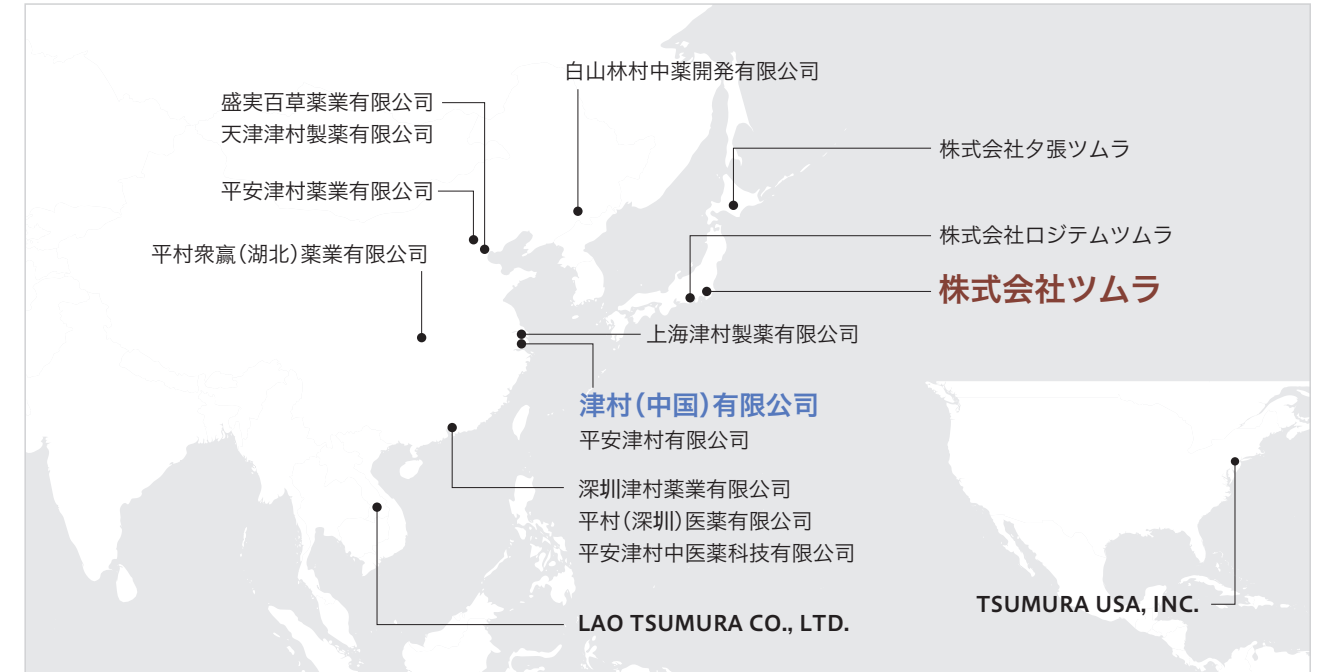 白山林村中薬開発有限公司
盛実百草薬業有限公司
天津津村製薬有限公司
平安津村薬業有限公司
平村衆贏(湖北)薬業有限公司
株式会社夕張ツムラ
株式会社ロジテムツムラ
株式会社ツムラ
上海津村製薬有限公司
津村(中国)有限公司
平安津村有限公司
深圳津村薬業有限公司
平村(深圳)医薬有限公司
平安津村中医薬科技有限公司
LAO TSUMURA CO., LTD.
TSUMURA USA, INC.